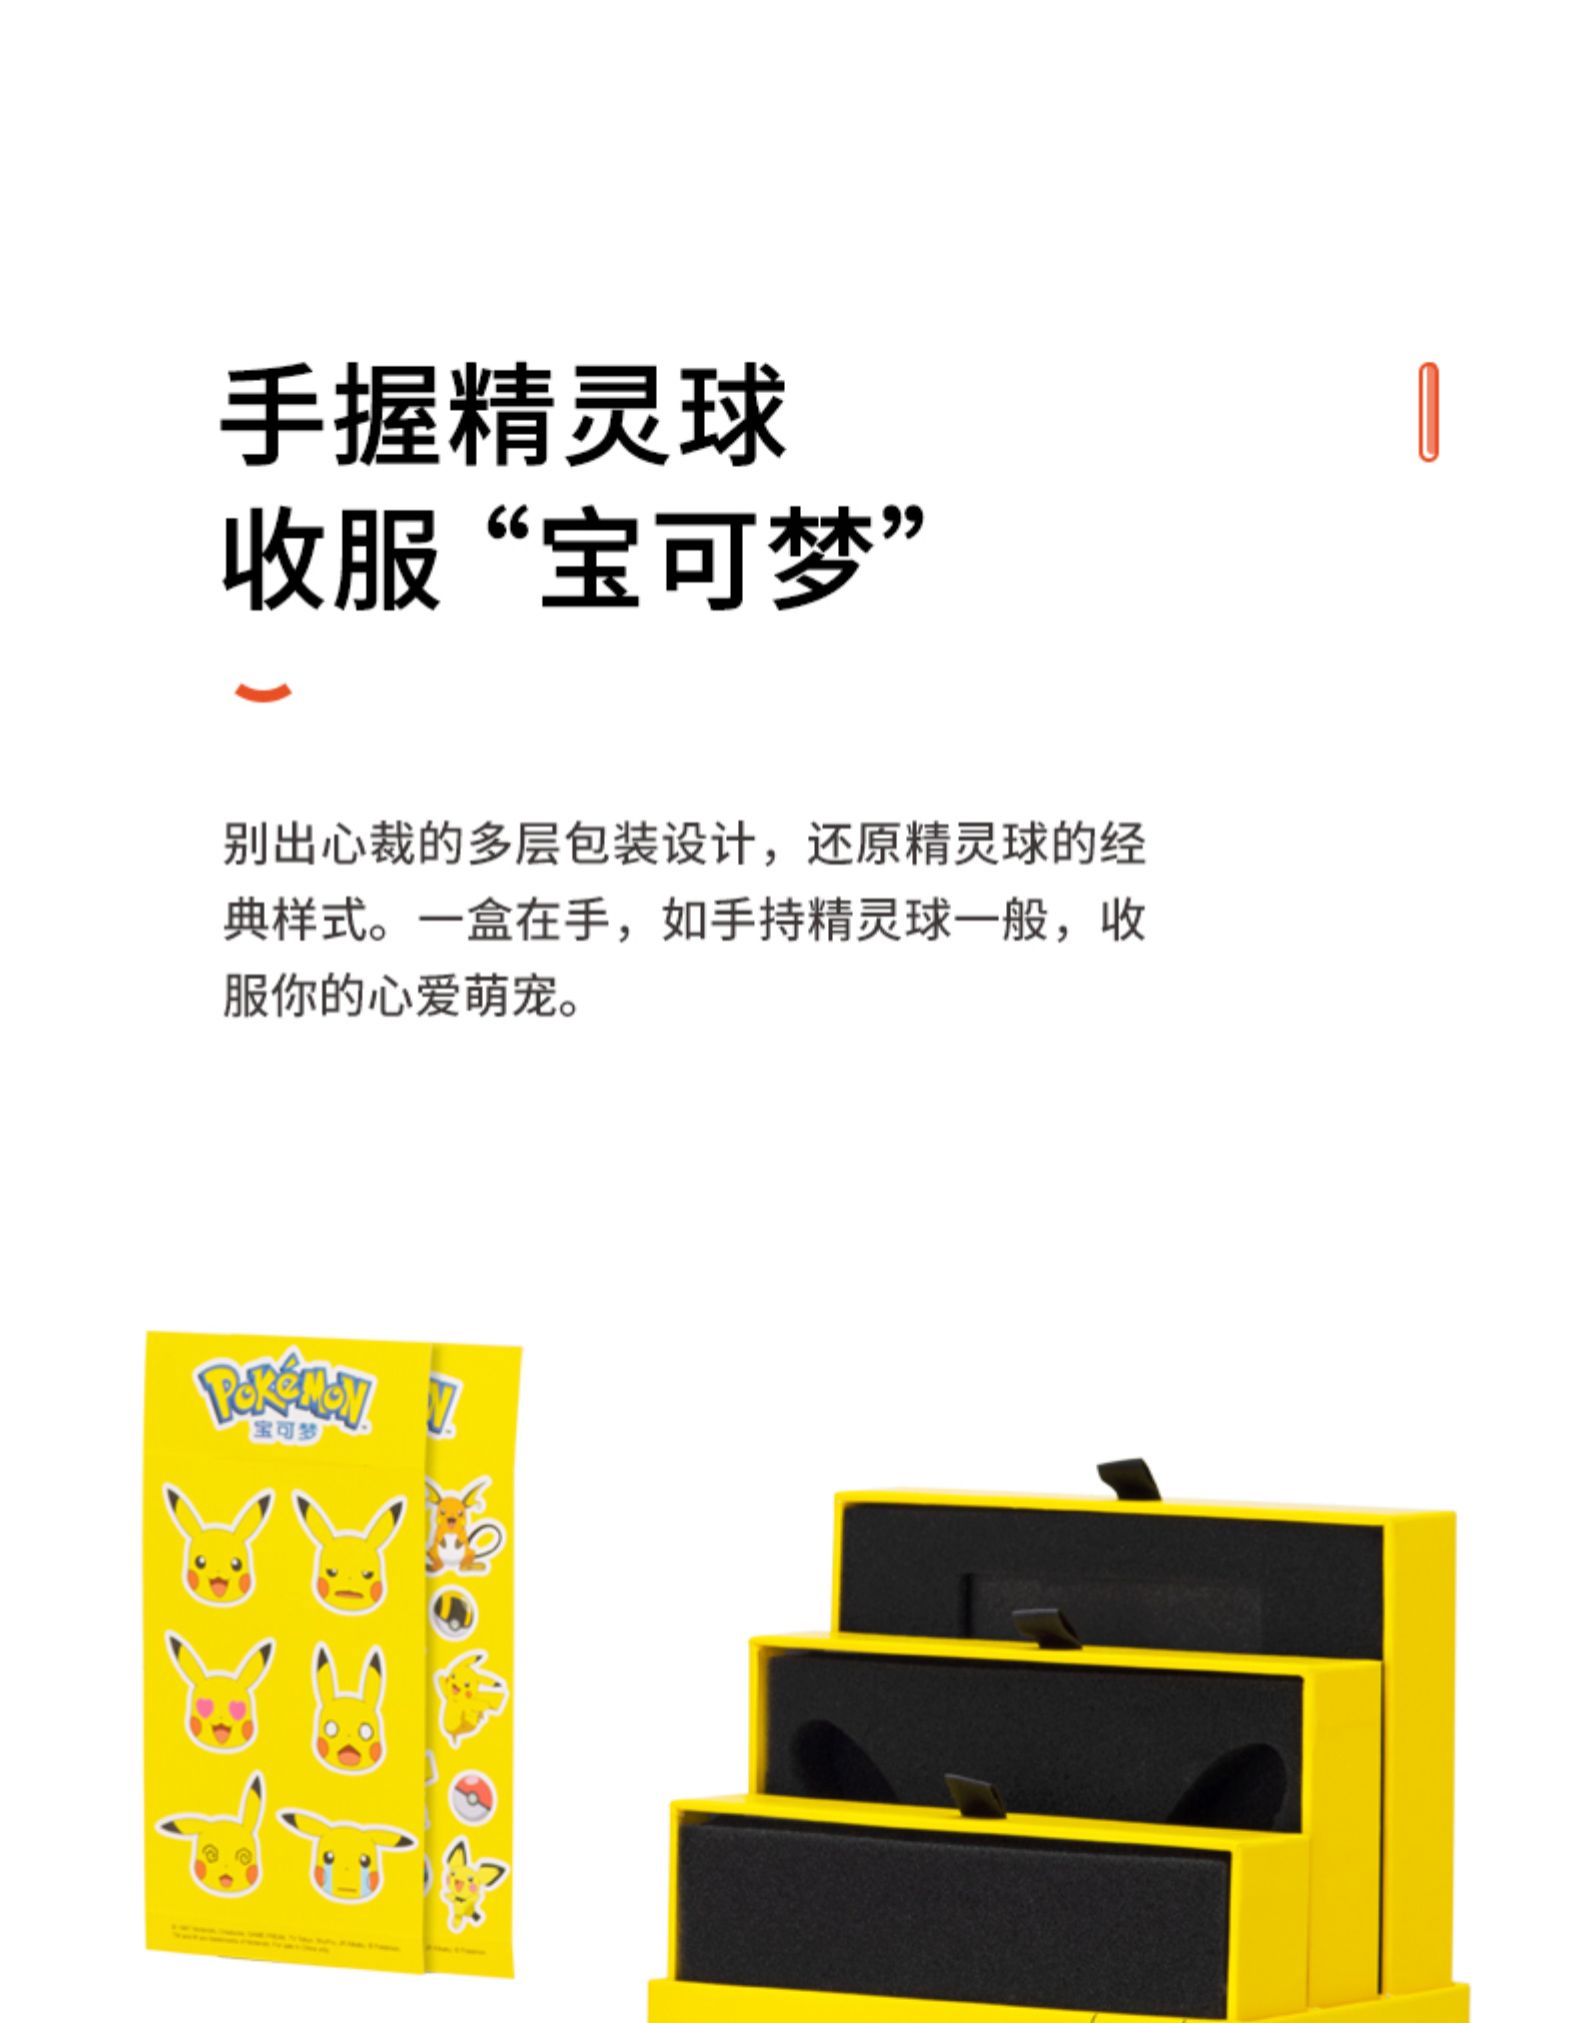 手握精灵球
收服“宝可梦”
别出心裁的多层包装设计，还原精灵球的经
典样式。一盒在手，如手持精灵球一般，收
服你的心爱萌宠。
POKéMON
宝可梦